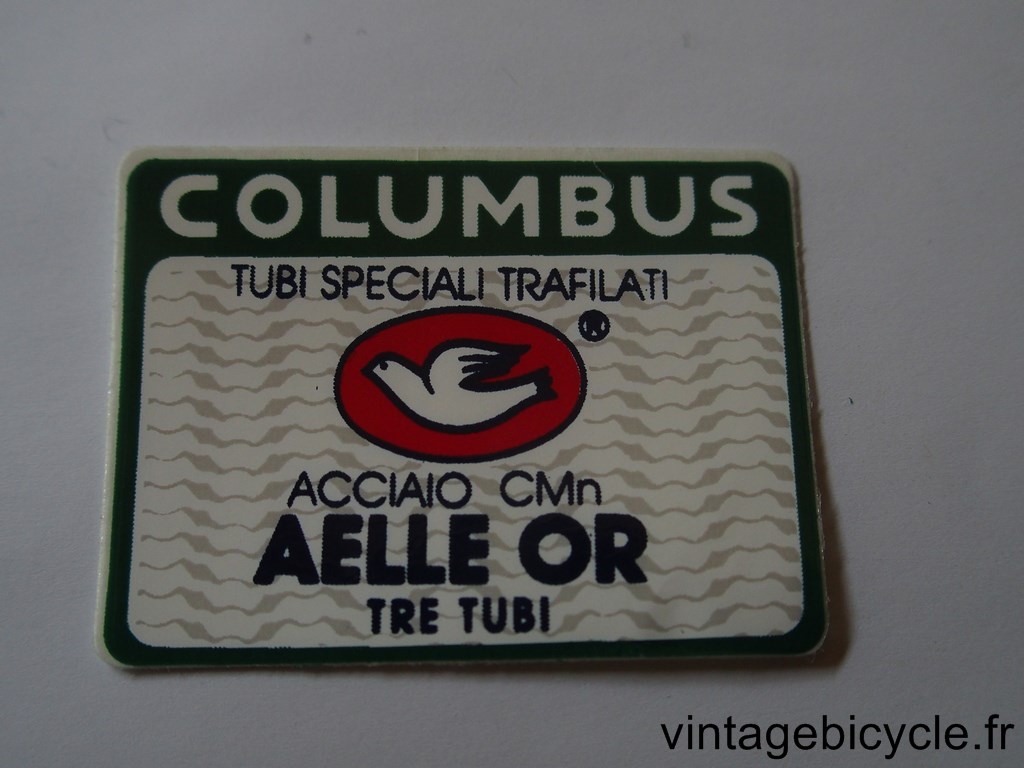 COLUMBUS
TUBI SPECIALI TRAFILATI
®
ACCIAIO CMn
AELLE OR
TRE TUBI
vintagebicycle.fr